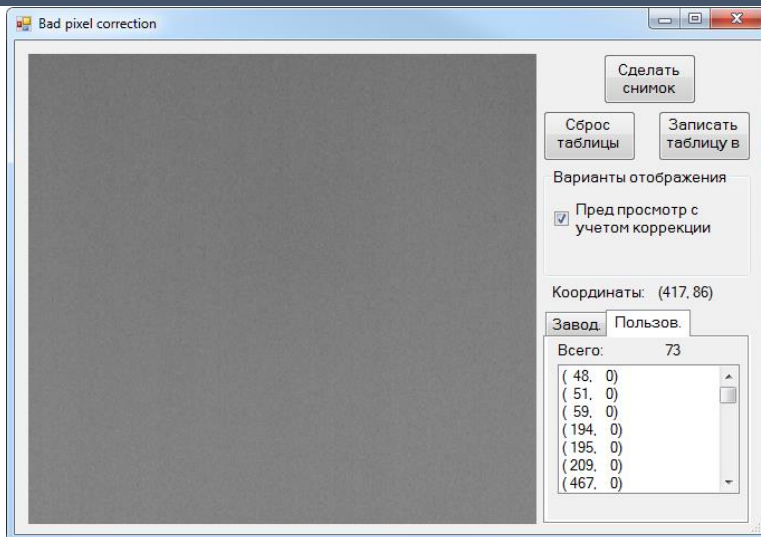 Bad pixel correction
Сделать
снимок
Сброс
таблицы
Записать
таблицу в
Варианты отображения
Пред просмотр с
учетом коррекции
Координаты: (417, 86)
Завод. Пользов.
Всего: 73
( 48, 0)
( 51, 0)
( 59, 0)
(194, 0)
(195, 0)
(209, 0)
(467, 0)